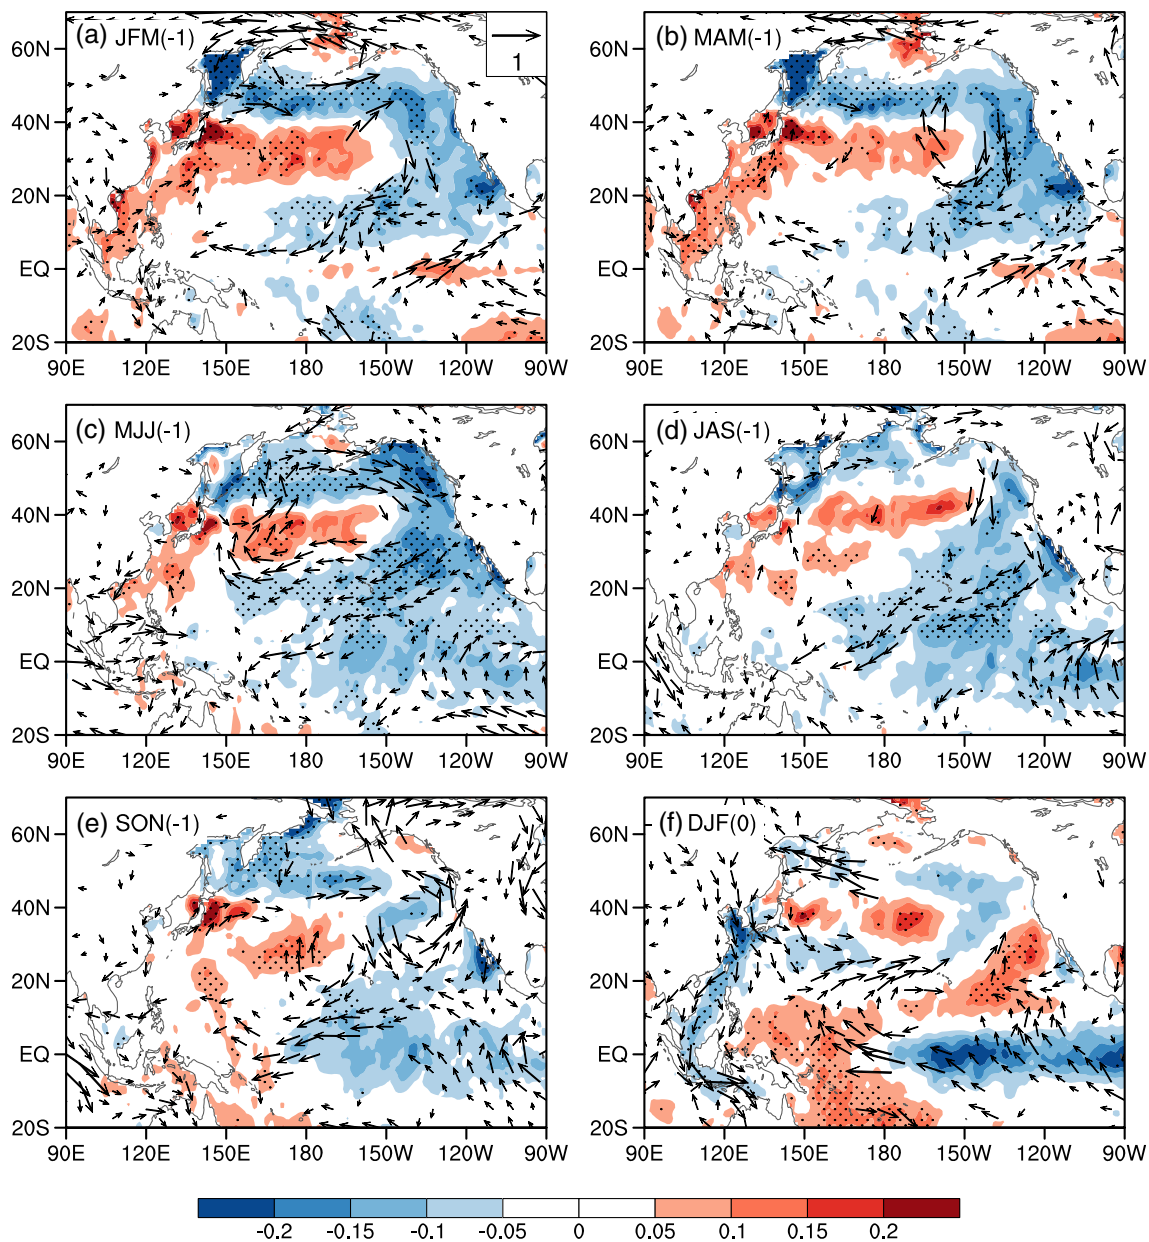 (a) JFM(-1)
1
60N
40N
20N
EQ
20S
90E 120E 150E 180 150W 120W 90W
(b) MAM(-1)
60N
40N
20N
EQ
20S
90E 120E 150E 180 150W 120W 90W
(c) MJJ(-1)
60N
40N
20N
EQ
20S
90E 120E 150E 180 150W 120W 90W
(d) JAS(-1)
60N
40N
20N
EQ
20S
90E 120E 150E 180 150W 120W 90W
(e) SON(-1)
60N
40N
20N
EQ
20S
90E 120E 150E 180 150W 120W 90W
(f) DJF(0)
60N
40N
20N
EQ
20S
90E 120E 150E 180 150W 120W 90W
-0.2 -0.15 -0.1 -0.05 0 0.05 0.1 0.15 0.2